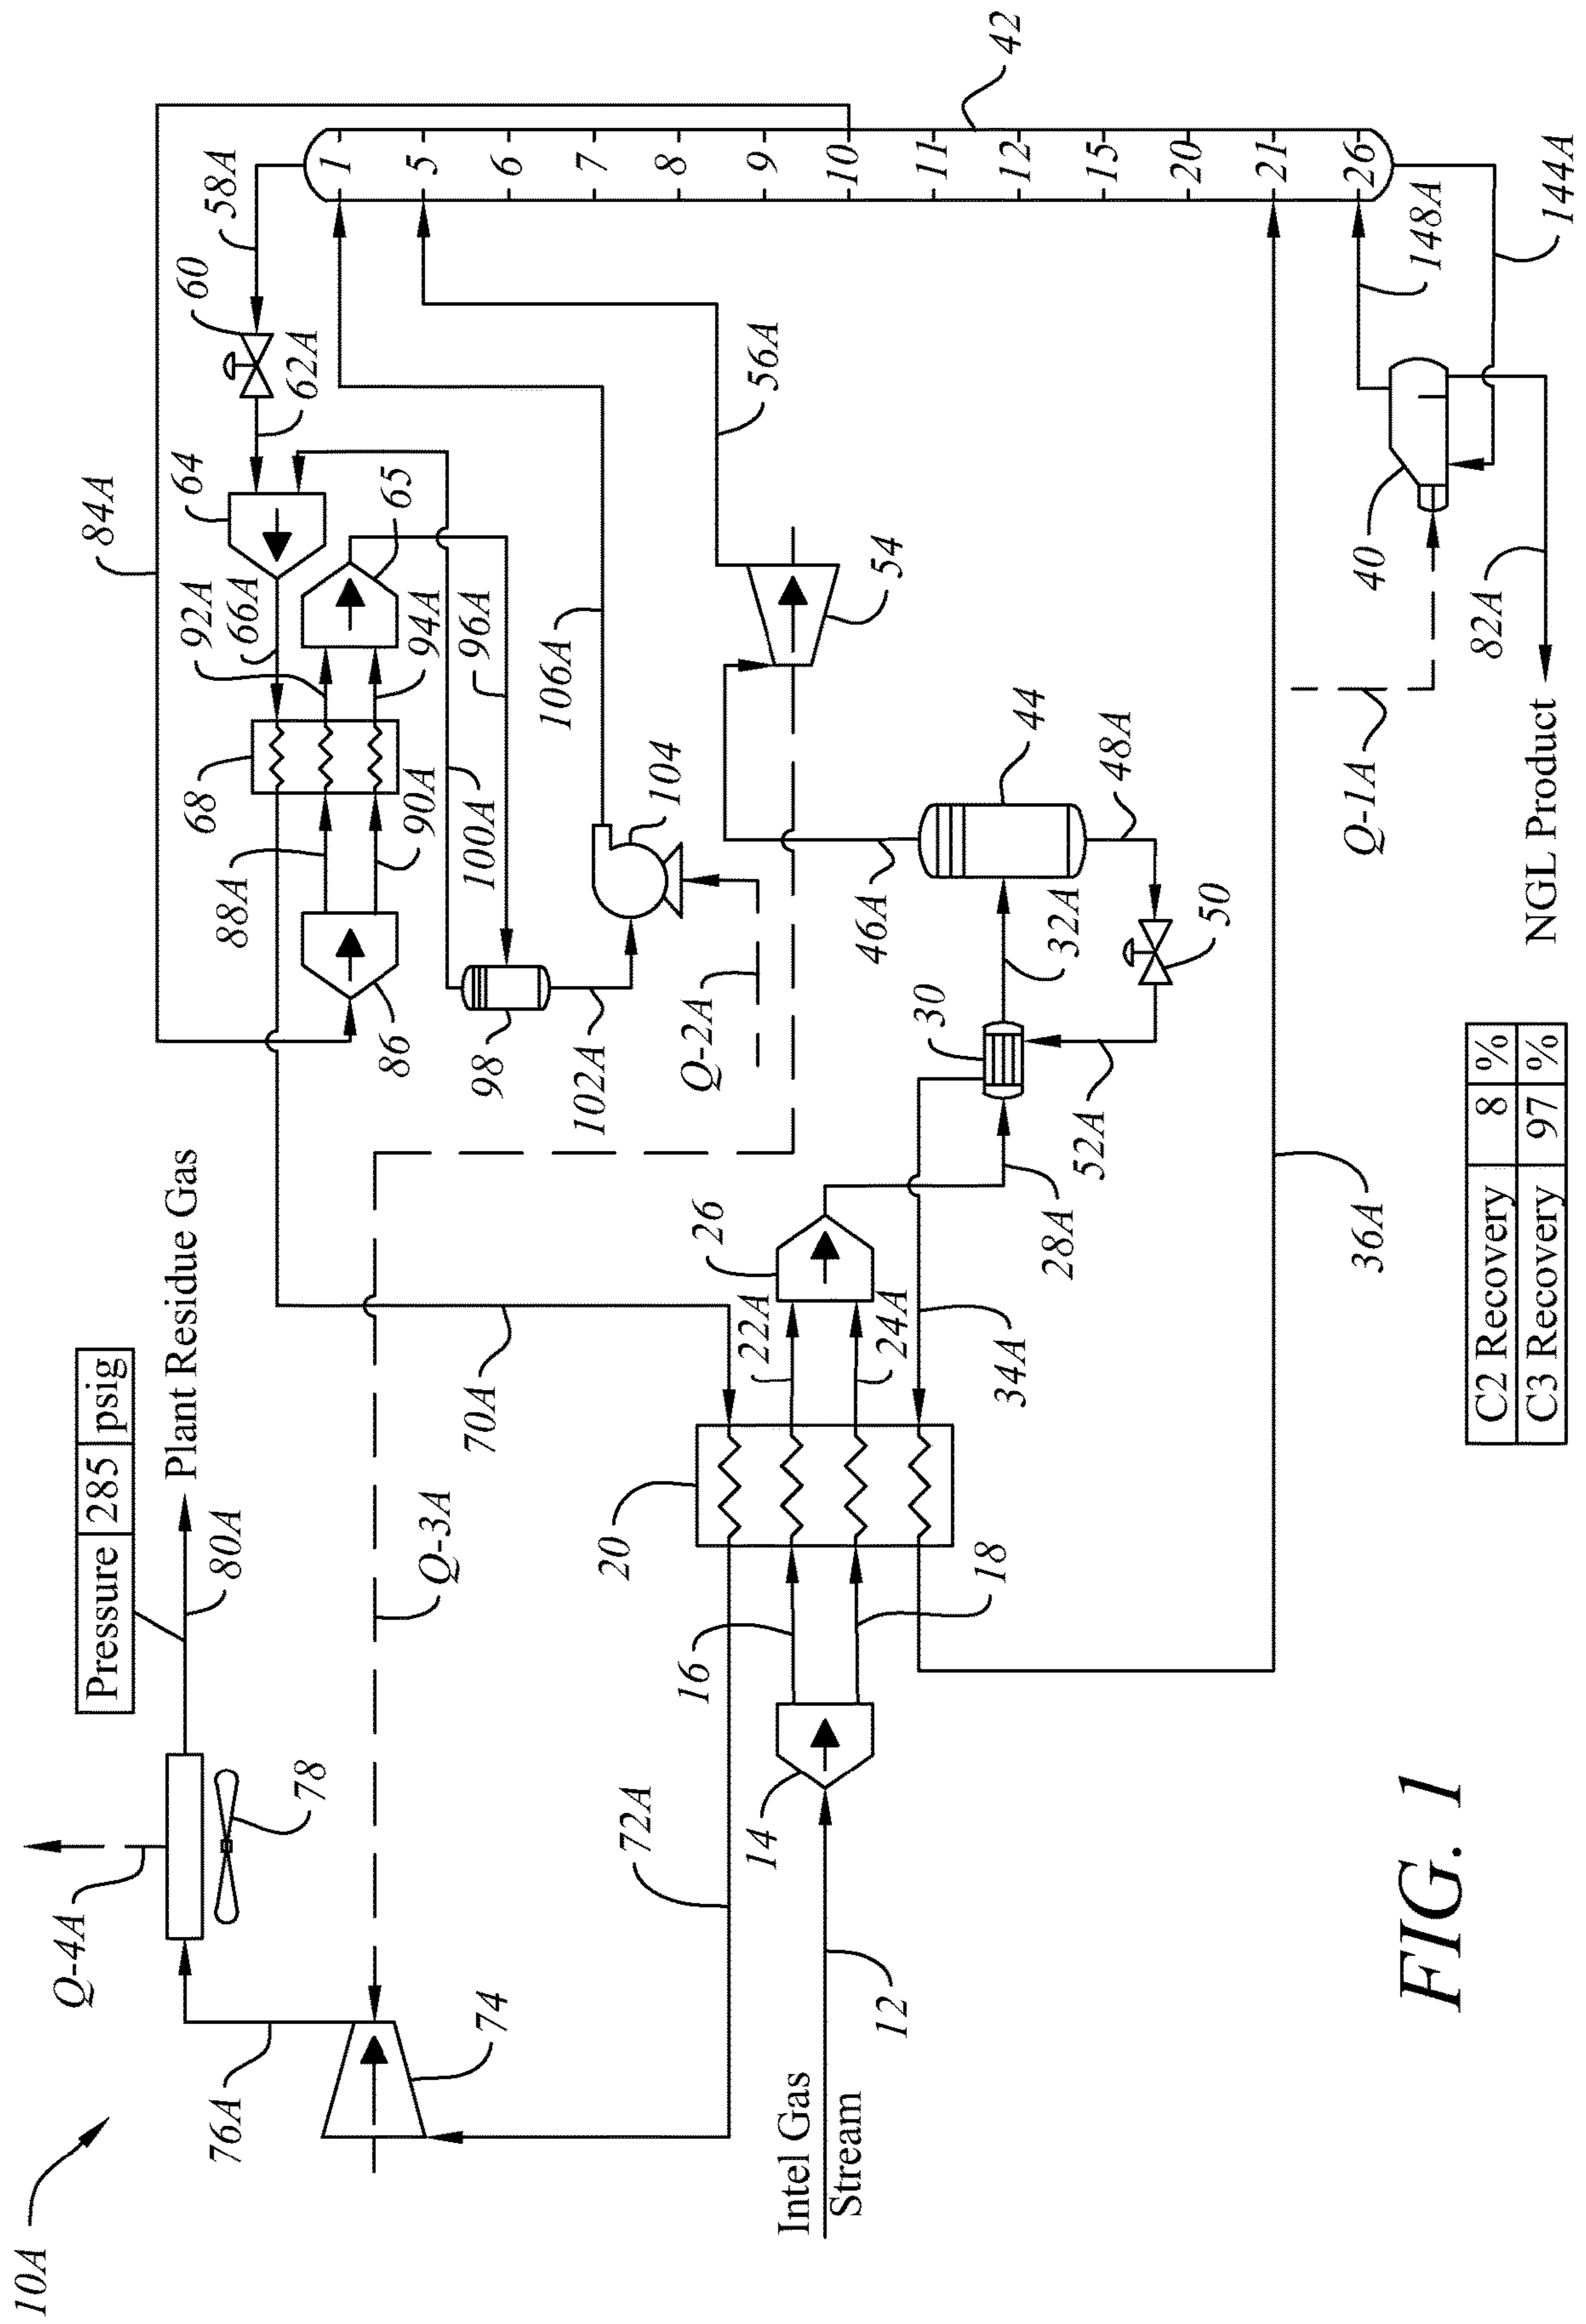 10A
76A
Q-4A
78
Pressure 285 psig
80A
Plant Residue Gas
84A
58A
60
62A
64
65
66A
92A
94A
68
88A
90A
86
96A
100A
98
102A
104
106A
Q-2A
Q-3A
74
72A
70A
Intel Gas
Stream
12
14
16
18
20
22A
24A
26
28A
30
32A
34A
36A
44
46A
48A
50
52A
54
56A
1
5
6
7
8
9
10
11
12
15
20
21
26
42
148A
144A
40
82A
Q-1A
NGL Product
C2 Recovery 8 %
C3 Recovery 97 %
FIG. 1